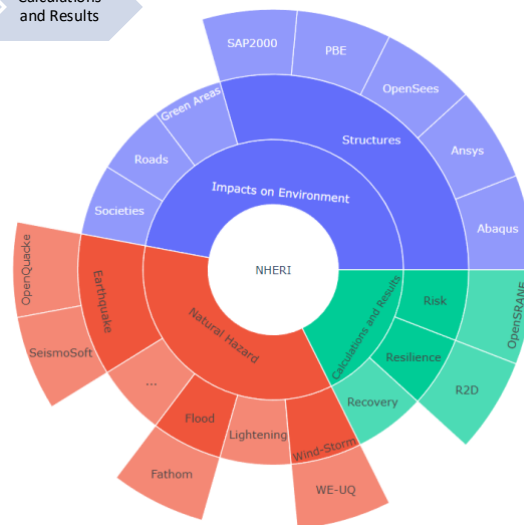 Calculations
and Results
SAP2000
PBE
OpenSees
Ansys
Abaqus
Structures
Green Areas
Roads
Societies
Impacts on Environment
NHERI
Natural Hazard
Calculations and Results
Earthquake
OpenQuacke
SeismoSoft
...
Flood
Fathom
Lightening
Wind-Storm
WE-UQ
Recovery
Resilience
R2D
Risk
OpenSRANE